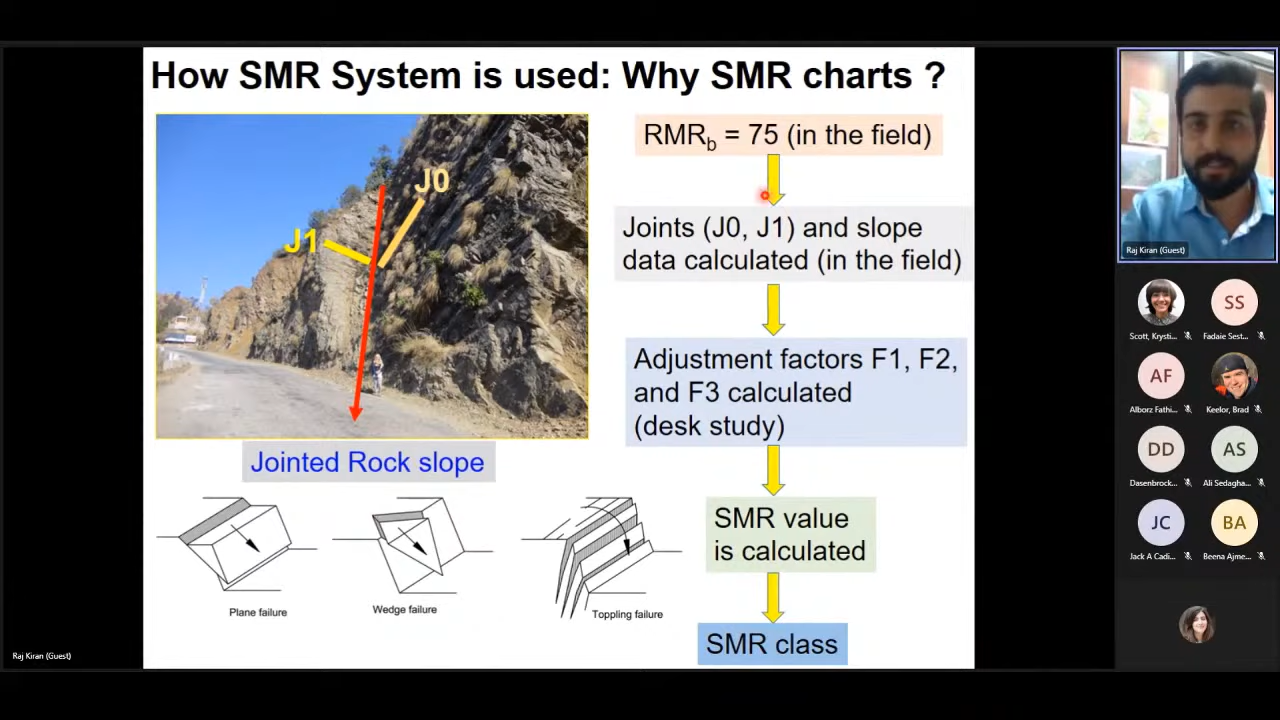 How SMR System is used: Why SMR charts ?
J0
J1
Jointed Rock slope
Plane failure
Wedge failure
Toppling failure
RMRb = 75 (in the field)
Joints (J0, J1) and slope
data calculated (in the field)
Adjustment factors F1, F2,
and F3 calculated
(desk study)
SMR value
is calculated
SMR class
Raj Kiran (Guest)
Raj Kiran (Guest)
Scott, Krysti...
SS
Fadaie Sest...
AF
Alborz Fathi...
Keelor, Brad
DD
Dasenbrock...
AS
Ali Sedagha...
JC
Jack A Cadi...
BA
Beena Ajme...